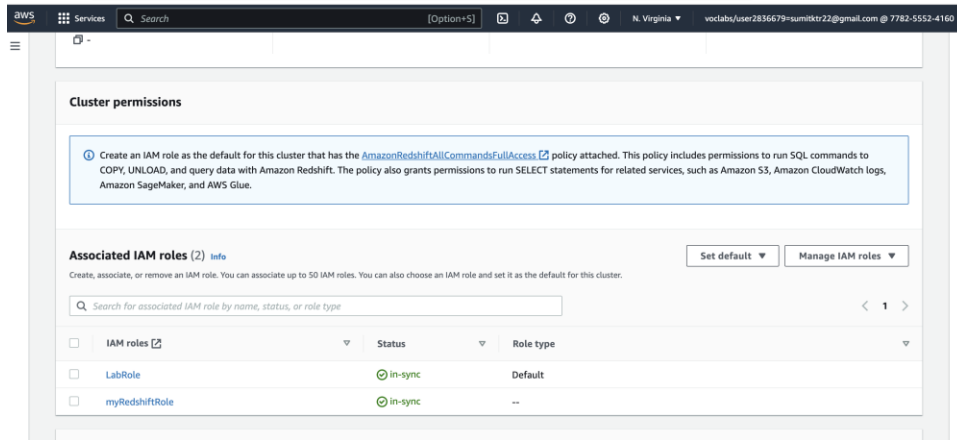 aws
Services
Search
[Option+S]
N. Virginia
voclabs/user2836679=sumitktr22@gmail.com @ 7782-5552-4160
-
Cluster permissions
Create an IAM role as the default for this cluster that has the AmazonRedshiftAllCommandsFullAccess policy attached. This policy includes permissions to run SQL commands to
COPY, UNLOAD, and query data with Amazon Redshift. The policy also grants permissions to run SELECT statements for related services, such as Amazon S3, Amazon CloudWatch logs,
Amazon SageMaker, and AWS Glue.
Associated IAM roles (2) Info
Set default
Manage IAM roles
Create, associate, or remove an IAM role. You can associate up to 50 IAM roles. You can also choose an IAM role and set it as the default for this cluster.
Search for associated IAM role by name, status, or role type
1
IAM roles
Status
Role type
LabRole
in-sync
Default
myRedshiftRole
in-sync
--